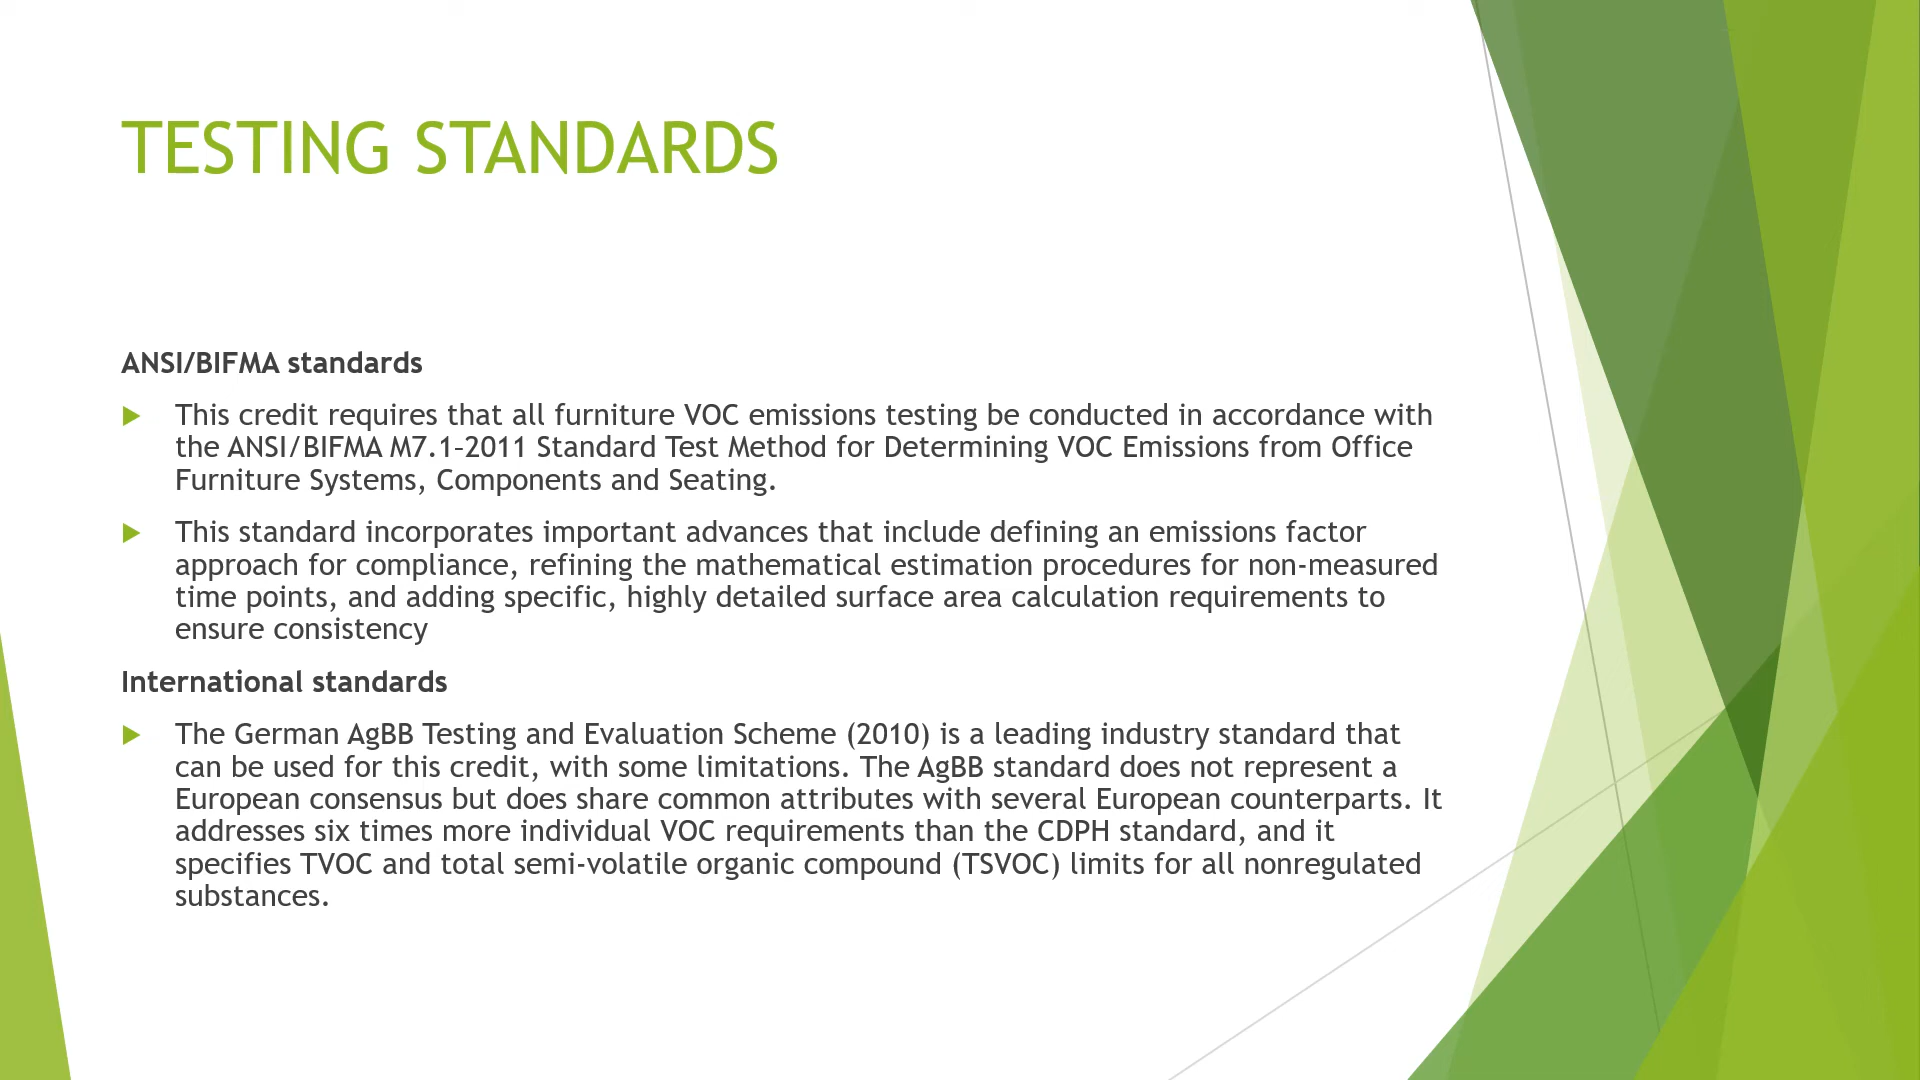 TESTING STANDARDS
ANSI/BIFMA standards
This credit requires that all furniture VOC emissions testing be conducted in accordance with
the ANSI/BIFMA M7.1–2011 Standard Test Method for Determining VOC Emissions from Office
Furniture Systems, Components and Seating.
This standard incorporates important advances that include defining an emissions factor
approach for compliance, refining the mathematical estimation procedures for non-measured
time points, and adding specific, highly detailed surface area calculation requirements to
ensure consistency
International standards
The German AgBB Testing and Evaluation Scheme (2010) is a leading industry standard that
can be used for this credit, with some limitations. The AgBB standard does not represent a
European consensus but does share common attributes with several European counterparts. It
addresses six times more individual VOC requirements than the CDPH standard, and it
specifies TVOC and total semi-volatile organic compound (TSVOC) limits for all nonregulated
substances.